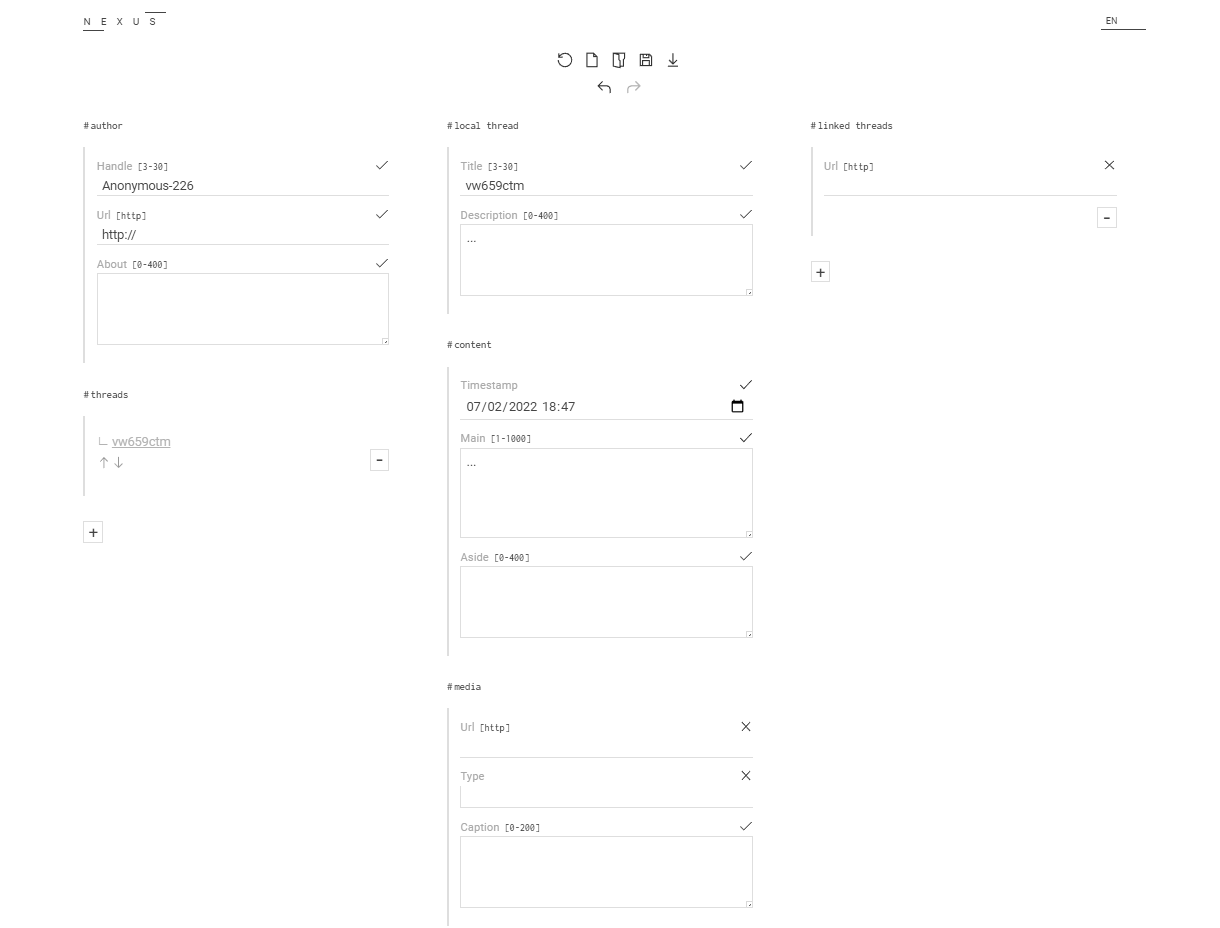 N E X U S
EN
#author
Handle [3-30]
Anonymous-226
Url [http]
http://
About [0-400]
#threads
vw659ctm
-
+
#local thread
Title [3-30]
vw659ctm
Description [0-400]
...
#content
Timestamp
07/02/2022 18:47
Main [1-1000]
...
Aside [0-400]
#media
Url [http]
Type
Caption [0-200]
#linked threads
Url [http]
-
+